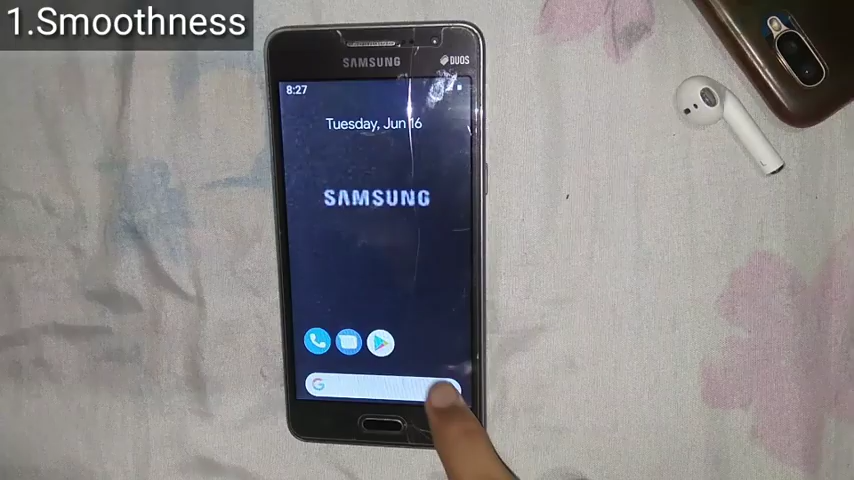 1.Smoothness
SAMSUNG
DUOS
8:27
Tuesday, Jun 16
SAMSUNG
G